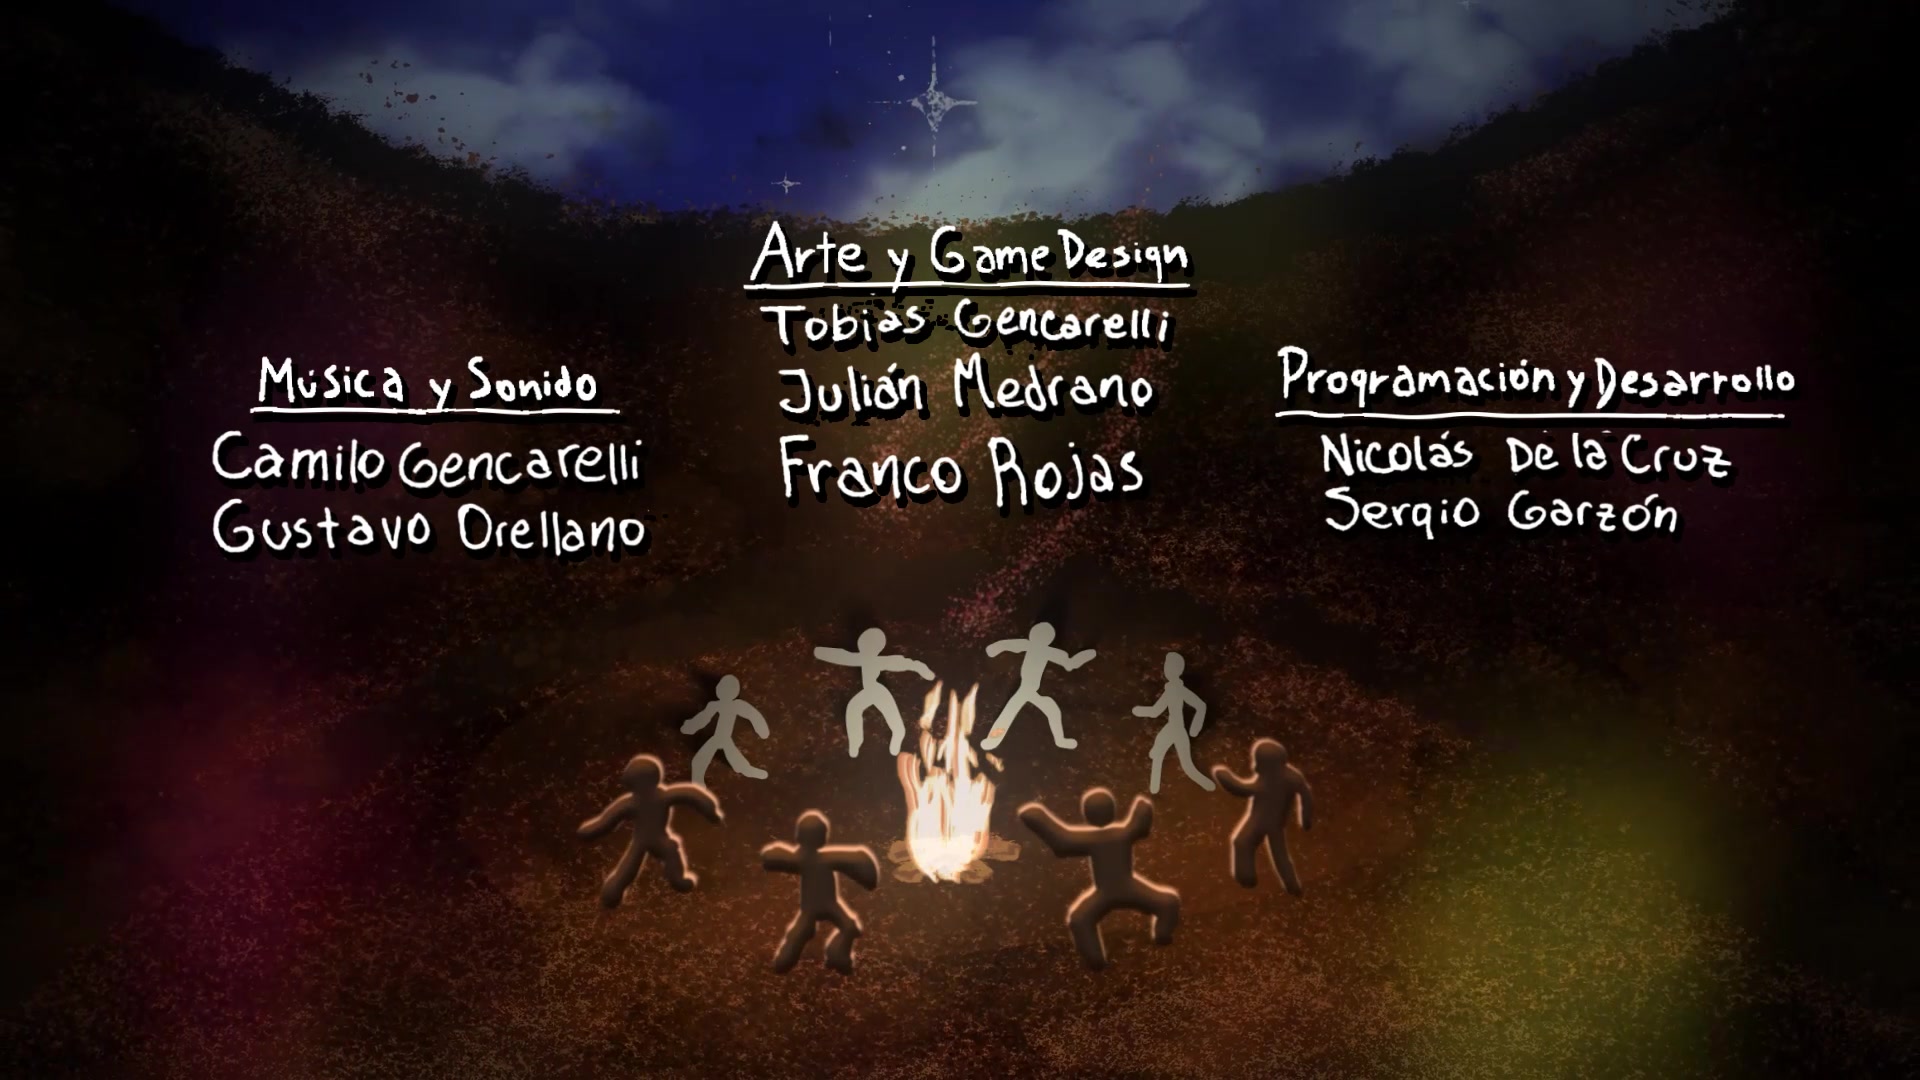 Música y Sonido
Camilo Gencarelli
Gustavo Orellano
Arte y Game Design
Tobias Gencarelli
Julián Medrano
Franco Rojas
Programación y Desarrollo
Nicolás De la Cruz
Sergio Garzón